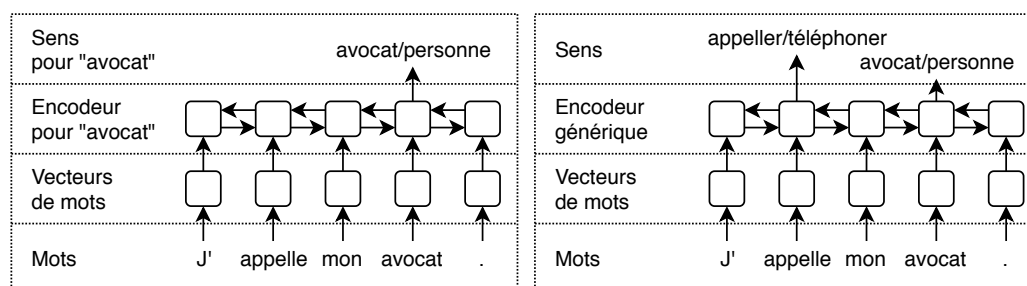 Sens
pour "avocat"
avocat/personne
Encodeur
pour "avocat"
Vecteurs
de mots
Mots
J' appelle mon avocat .
Sens
appeller/téléphoner
avocat/personne
Encodeur
générique
Vecteurs
de mots
Mots
J' appelle mon avocat .